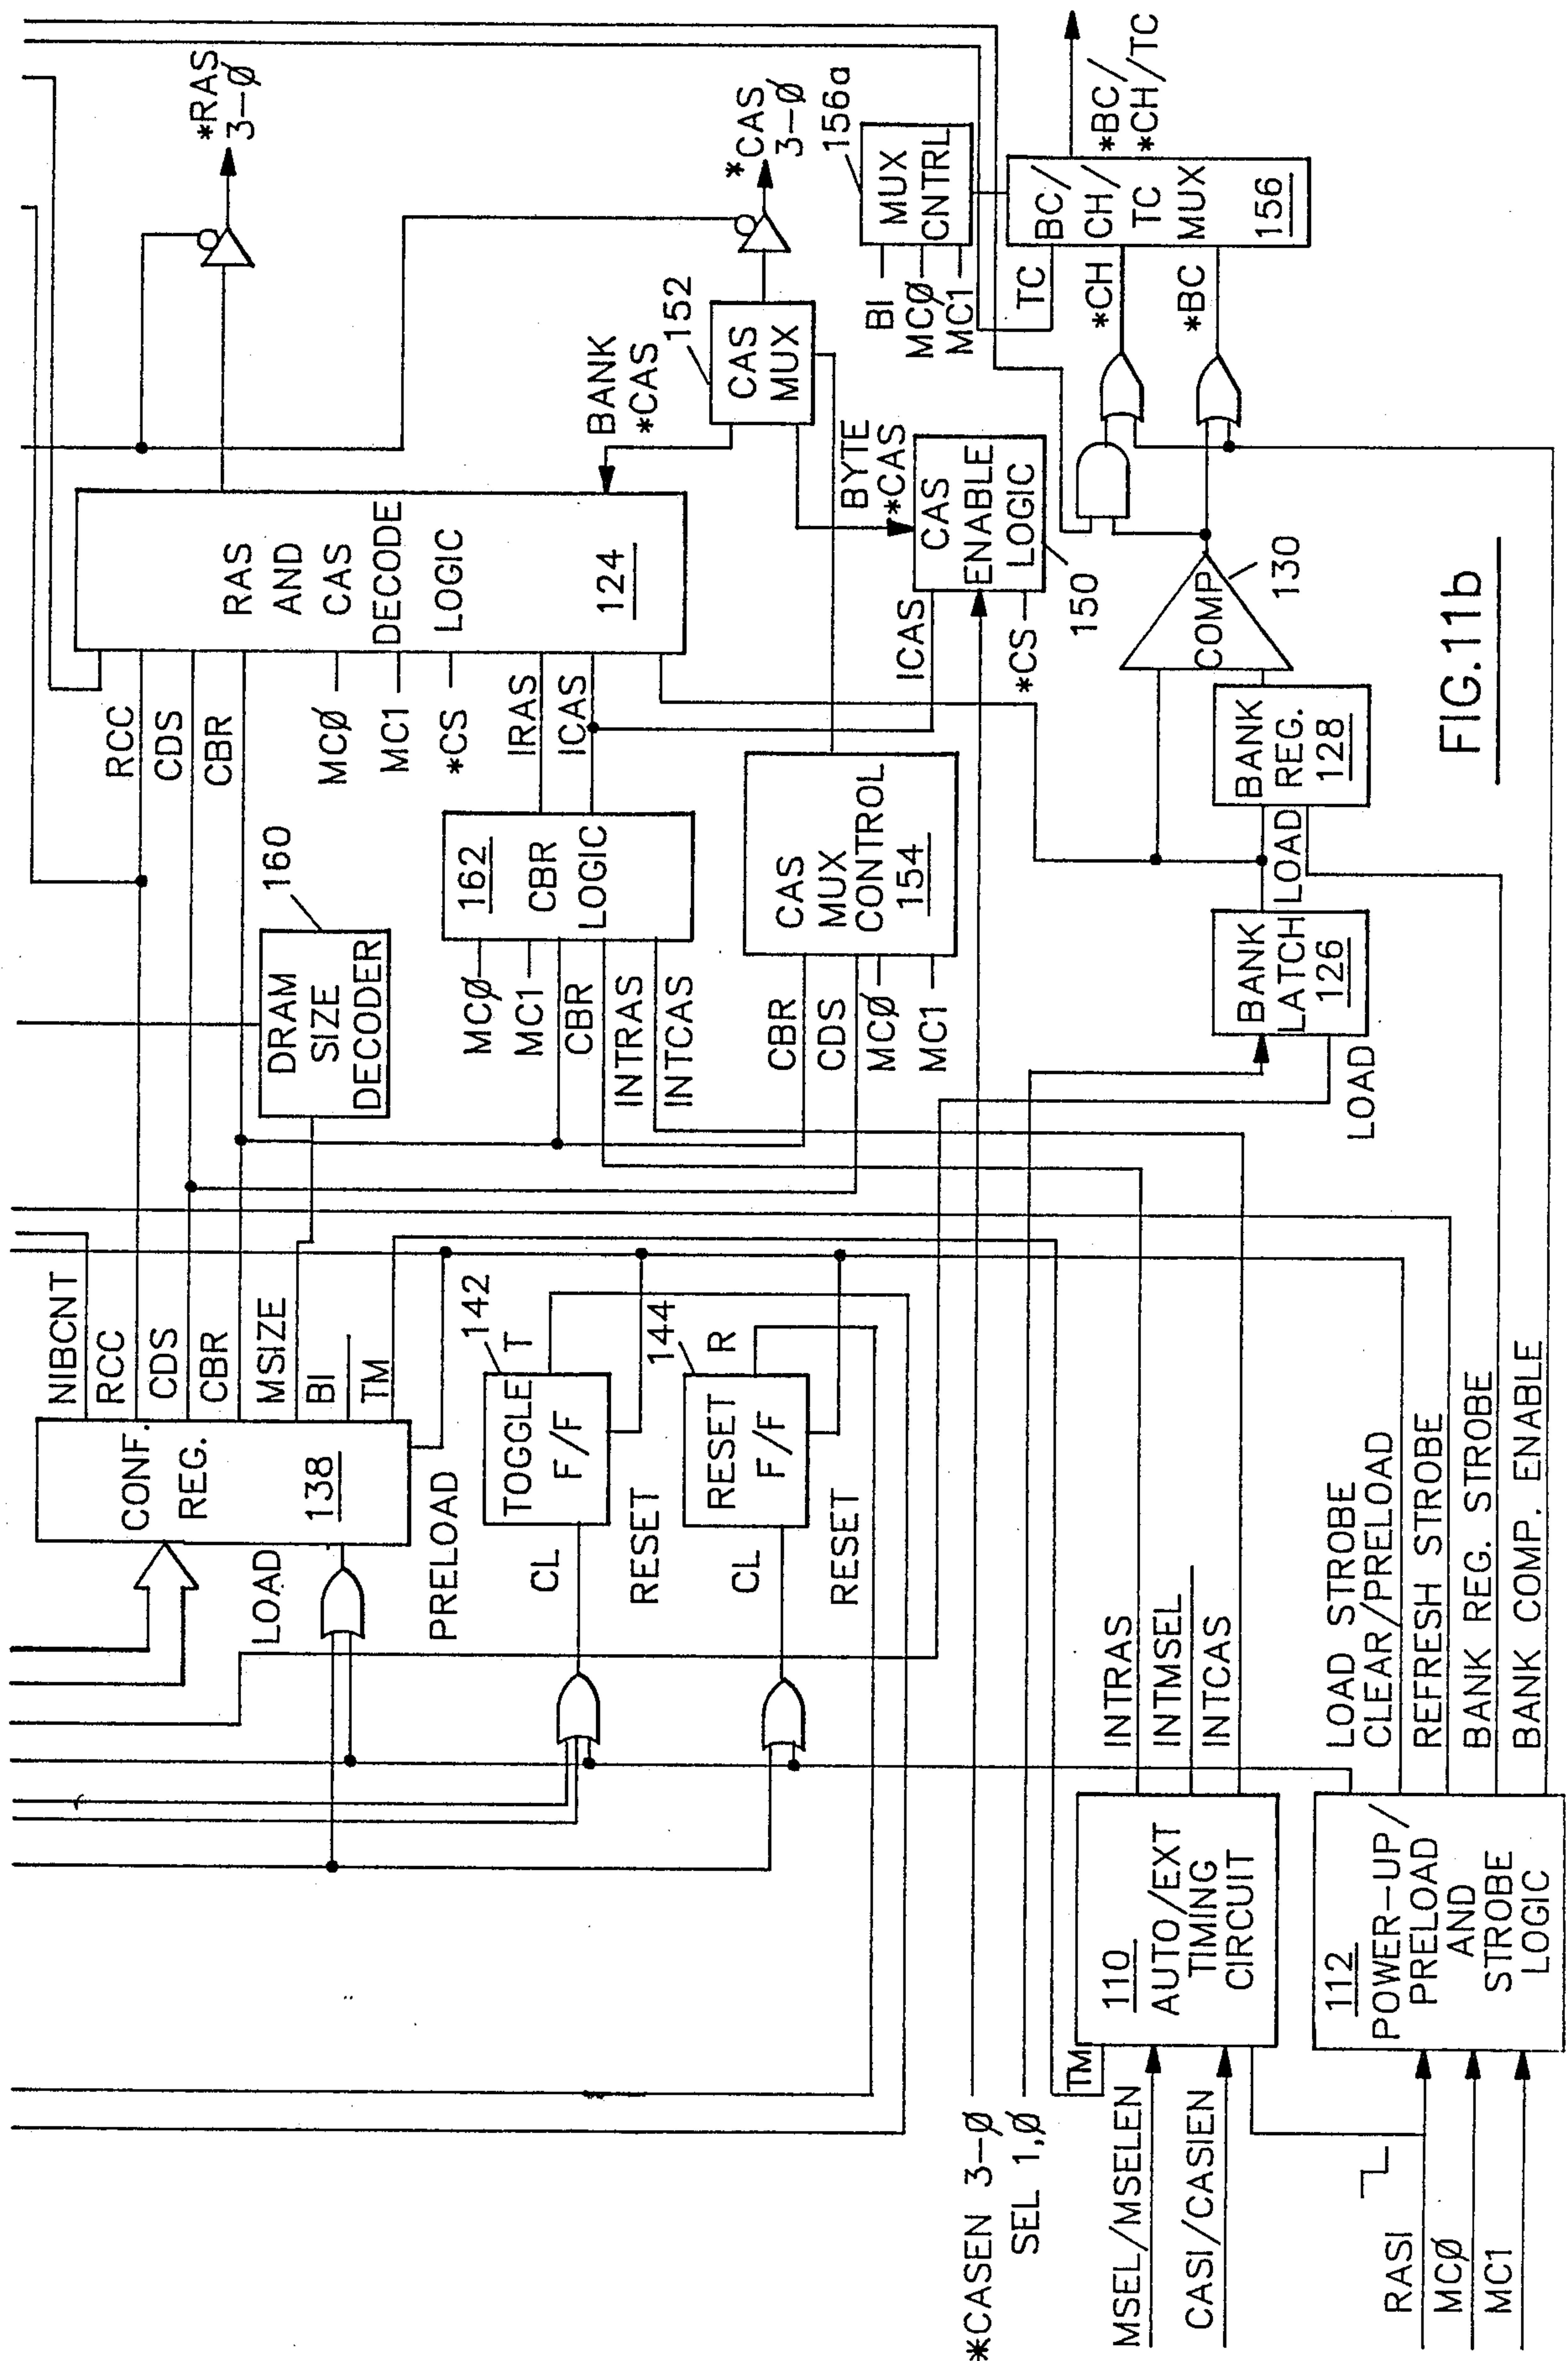 CONF.
REG.
138
LOAD
PRELOAD
NIBCNT
RCC
CDS
CBR
MSIZE
BI
TM
TOGGLE
F/F
142
T
CL
RESET
RESET
F/F
144
R
CL
RESET
DRAM
SIZE
DECODER
160
RCC
CDS
CBR
MCØ
MC1
*CS
IRAS
ICAS
RAS
AND
CAS
DECODE
LOGIC
124
*RAS
3-Ø
162
CBR
LOGIC
MCØ
MC1
CBR
INTRAS
INTCAS
CAS
MUX
CONTROL
154
CBR
CDS
MCØ
MC1
BANK
*CAS
152
CAS
MUX
*CAS
3-Ø
BYTE
*CAS
ICAS
CAS
ENABLE
LOGIC
*CS
150
156a
MUX
CNTRL
BI
MCØ
MC1
TC
*CH
*BC
BC/
CH/
TC
MUX
156
*BC/
*CH/TC
*CASEN 3-Ø
SEL 1,Ø
MSEL/MSELEN
CASI/CASIEN
TM
110
AUTO/EXT
TIMING
CIRCUIT
INTRAS
INTMSEL
INTCAS
RASI
MCØ
MC1
112
POWER-UP/
PRELOAD
AND
STROBE
LOGIC
LOAD STROBE
CLEAR/PRELOAD
REFRESH STROBE
BANK REG. STROBE
BANK COMP. ENABLE
BANK
LATCH
126
LOAD
LOAD
BANK
REG.
128
COMP
130
FIG.11b